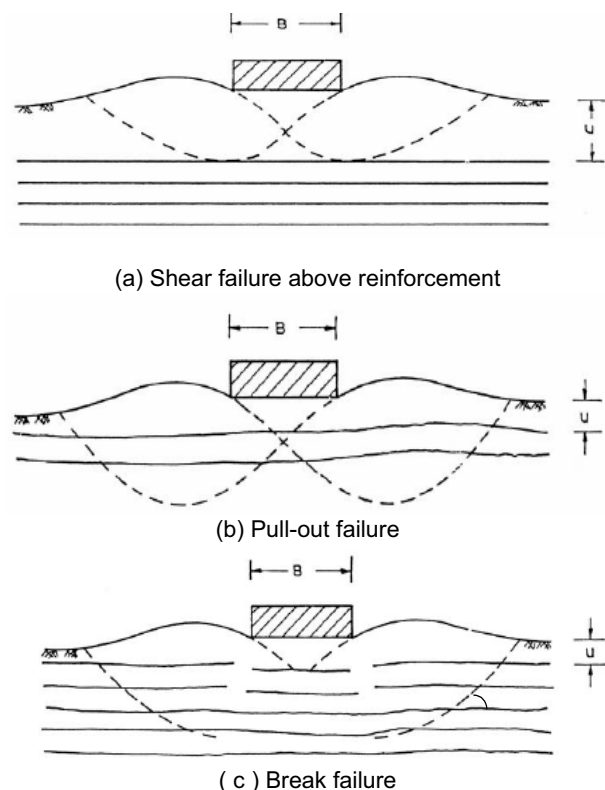 B
u
(a) Shear failure above reinforcement
B
u
(b) Pull-out failure
B
u
( c ) Break failure